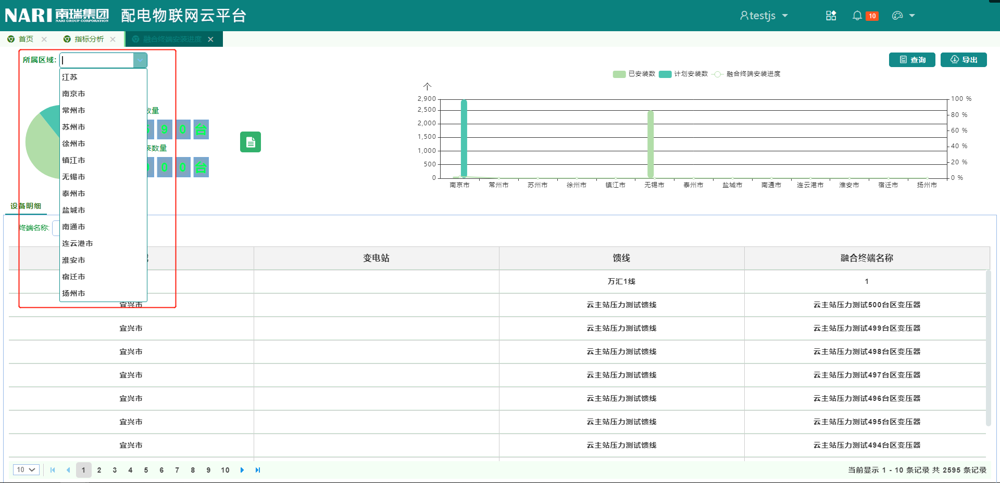 NARI 南瑞集团 NARI GROUP CORPORATION 配电物联网云平台 testjs 10
首页 指标分析 融合终端安装进度
所属区域: 查询 导出
江苏
南京市
常州市
苏州市
徐州市
镇江市
无锡市
泰州市
盐城市
南通市
连云港市
淮安市
宿迁市
扬州市
数量
9 0 台
装数量
0 0 台
已安装数 计划安装数 融合终端安装进度
个
2,900 100 %
2,500 80 %
2,000 60 %
1,500 40 %
1,000 20 %
500
0 0 %
南京市 常州市 苏州市 徐州市 镇江市 无锡市 泰州市 盐城市 南通市 连云港市 淮安市 宿迁市 扬州市
设备明细
终端名称:
变电站 馈线 融合终端名称
万汇1线 1
宜兴市 云主站压力测试馈线 云主站压力测试500台区变压器
宜兴市 云主站压力测试馈线 云主站压力测试499台区变压器
宜兴市 云主站压力测试馈线 云主站压力测试498台区变压器
宜兴市 云主站压力测试馈线 云主站压力测试497台区变压器
宜兴市 云主站压力测试馈线 云主站压力测试496台区变压器
宜兴市 云主站压力测试馈线 云主站压力测试495台区变压器
宜兴市 云主站压力测试馈线 云主站压力测试494台区变压器
10 1 2 3 4 5 6 7 8 9 10 当前显示 1 - 10 条记录 共 2595 条记录